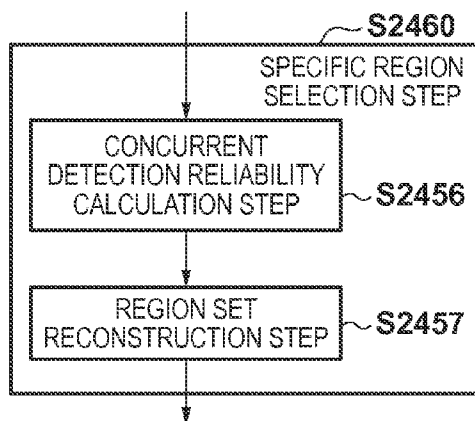 S2460
SPECIFIC REGION
SELECTION STEP
CONCURRENT
DETECTION RELIABILITY
CALCULATION STEP
S2456
REGION SET
RECONSTRUCTION STEP
S2457